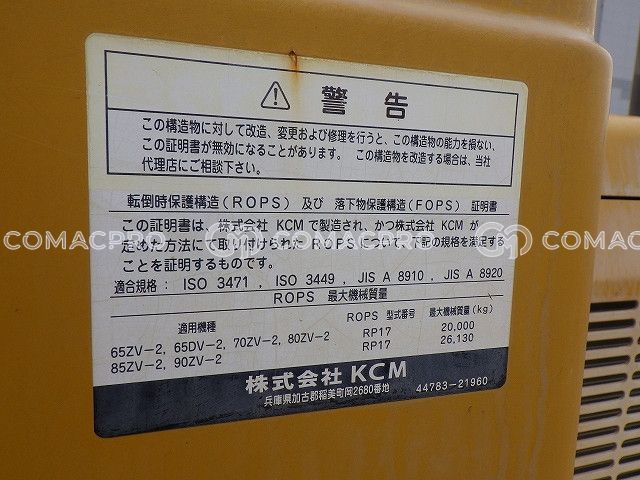 ⚠ 警告
この構造物に対して改造、変更および修理を行うと、この構造物の能力を損ない、
この証明書が無効になることがあります。 この構造物を改造する場合は、当社
代理店にご相談下さい。
転倒時保護構造(ROPS) 及び 落下物保護構造(FOPS) 証明書
この証明書は、株式会社 KCMで製造され、かつ株式会社 KCMが
定めた方法にて取り付けられたROPSについて、下記の規格を満足する
ことを証明するものです。
適合規格: ISO 3471 , ISO 3449 , JIS A 8910 , JIS A 8920
ROPS 最大機械質量
適用機種 ROPS 型式番号 最大機械質量(kg)
65ZV-2, 65DV-2, 70ZV-2, 80ZV-2 RP17 20,000
85ZV-2, 90ZV-2 RP17 26,130
株式会社 KCM
兵庫県加古郡稲美町岡2680番地 44783-21960
COMACPRO COMACPRO COMACPRO